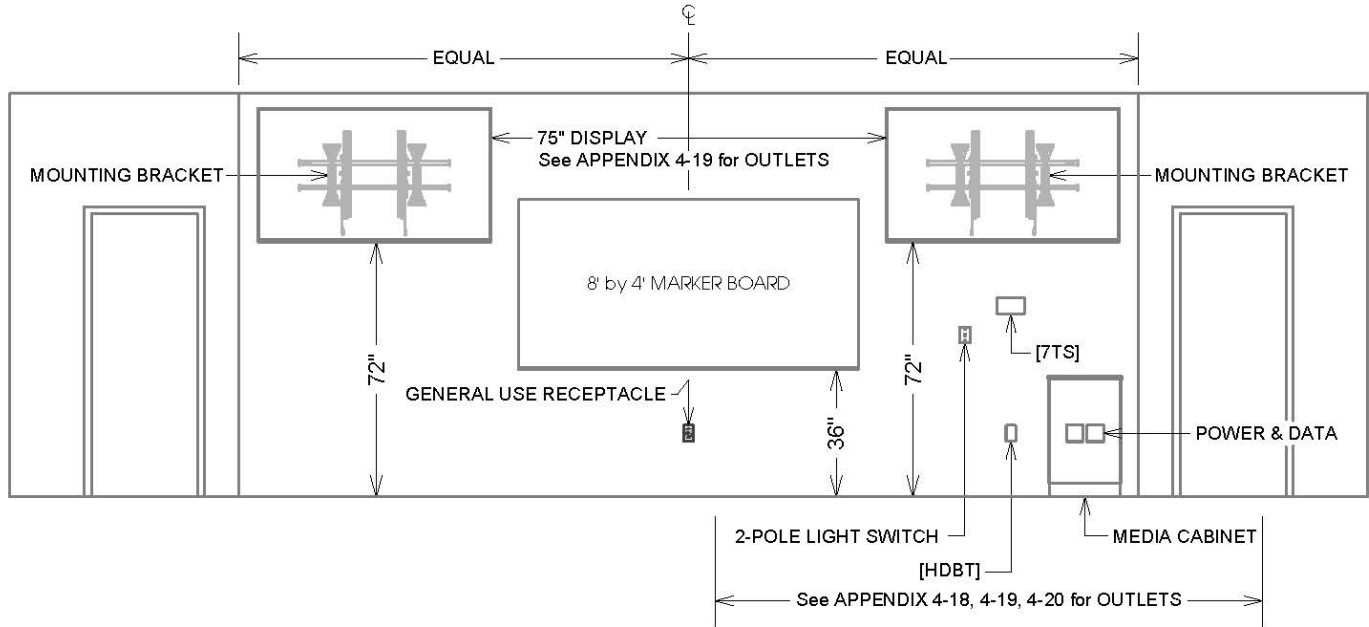 ℄
EQUAL
EQUAL
75" DISPLAY
See APPENDIX 4-19 for OUTLETS
MOUNTING BRACKET
MOUNTING BRACKET
8' by 4' MARKER BOARD
[7TS]
72"
72"
GENERAL USE RECEPTACLE
36"
POWER & DATA
2-POLE LIGHT SWITCH
MEDIA CABINET
[HDBT]
See APPENDIX 4-18, 4-19, 4-20 for OUTLETS